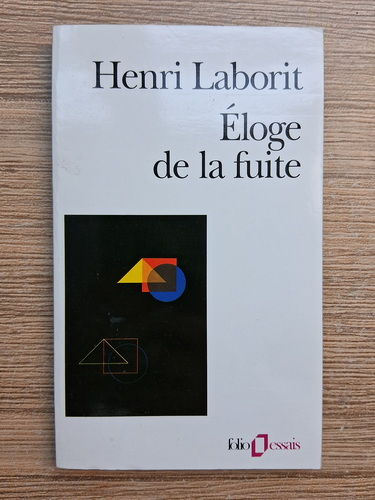 Henri Laborit
Éloge
de la fuite
folio essais